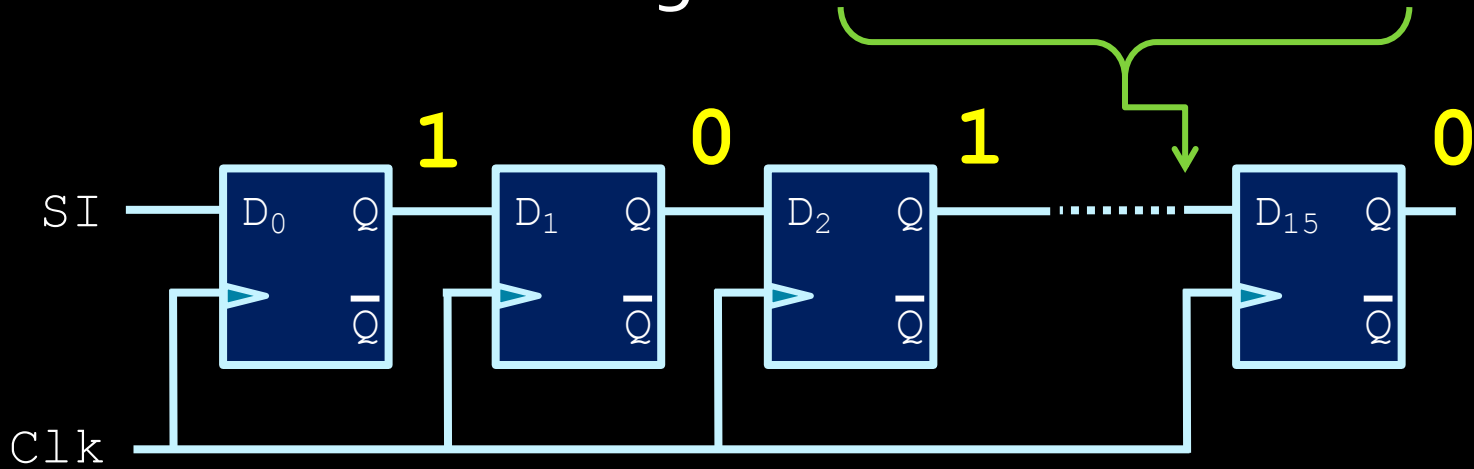 1 0 1 0
SI D₀ Q D₁ Q D₂ Q D₁₅ Q
Q̅ Q̅ Q̅ Q̅
Clk